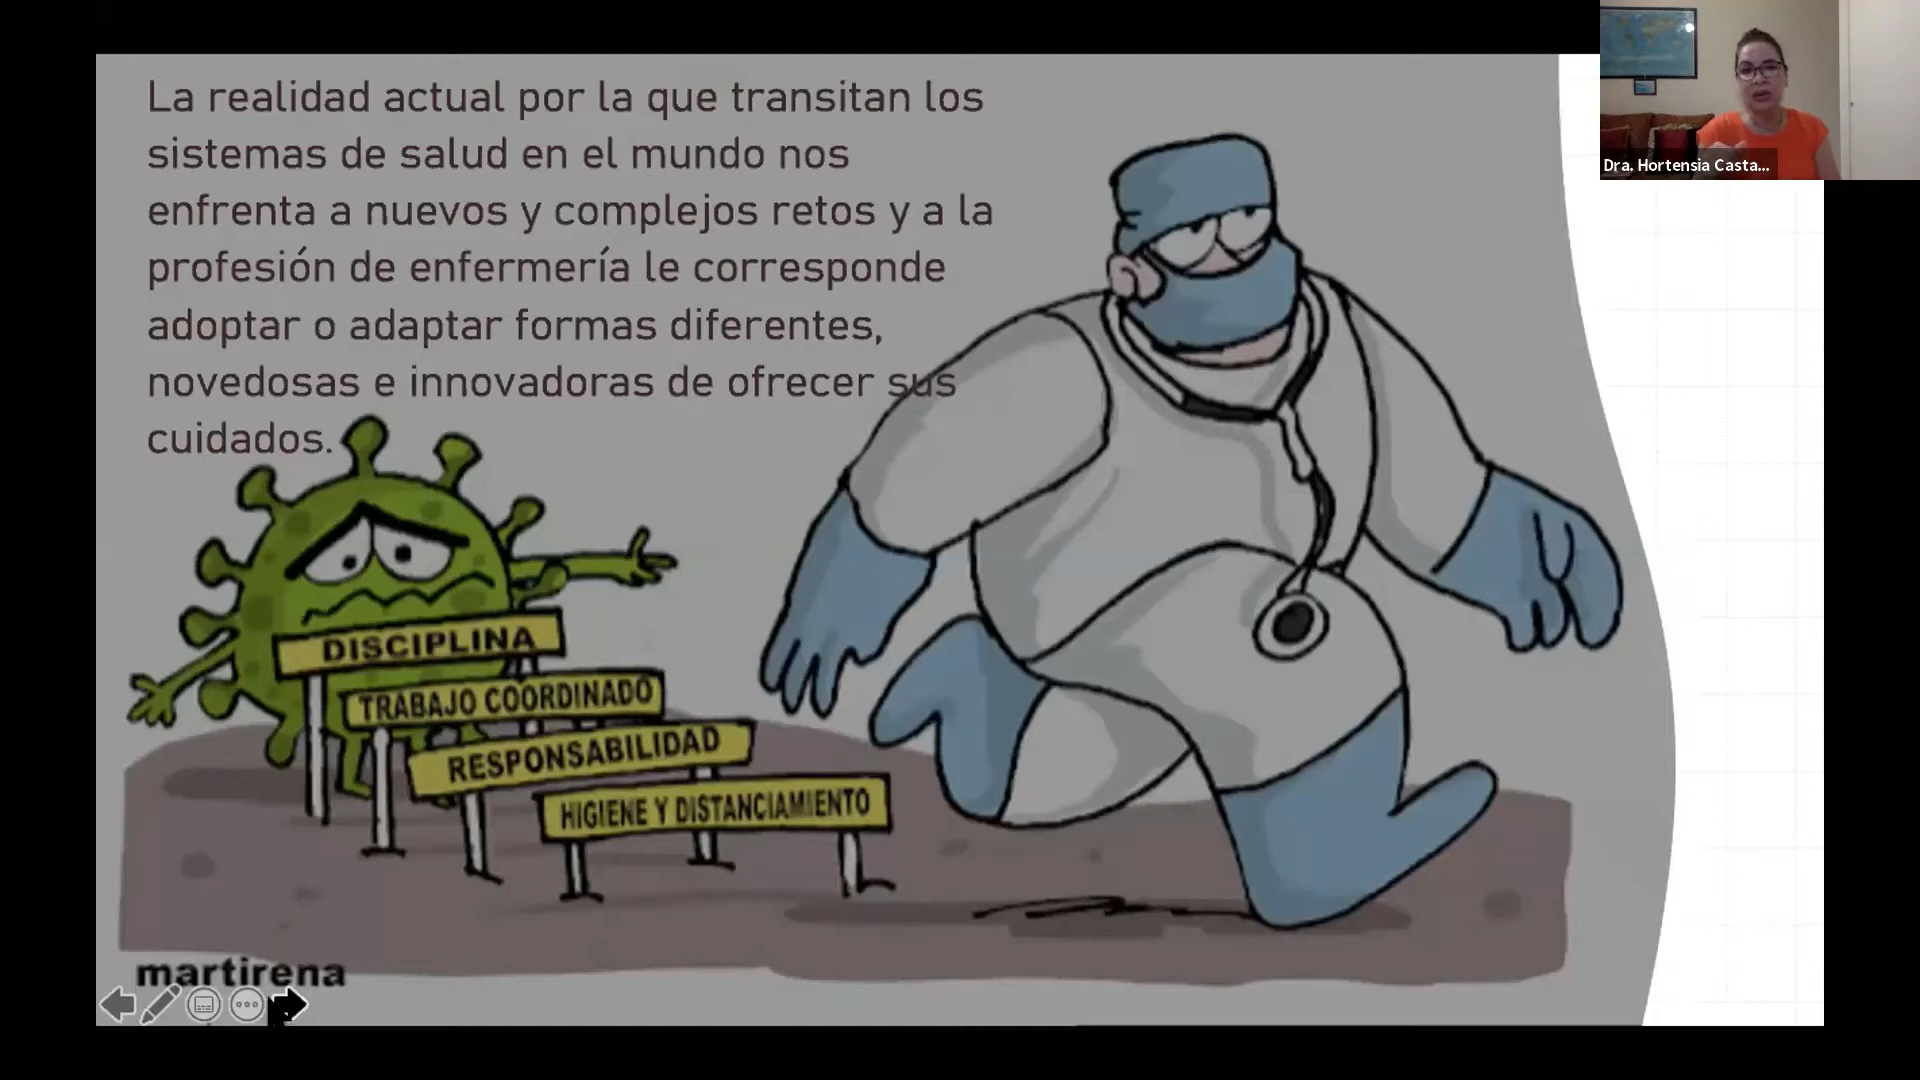 La realidad actual por la que transitan los
sistemas de salud en el mundo nos
enfrenta a nuevos y complejos retos y a la
profesión de enfermería le corresponde
adoptar o adaptar formas diferentes,
novedosas e innovadoras de ofrecer sus
cuidados.
DISCIPLINA
TRABAJO COORDINADO
RESPONSABILIDAD
HIGIENE Y DISTANCIAMIENTO
martirena
Dra. Hortensia Casta...